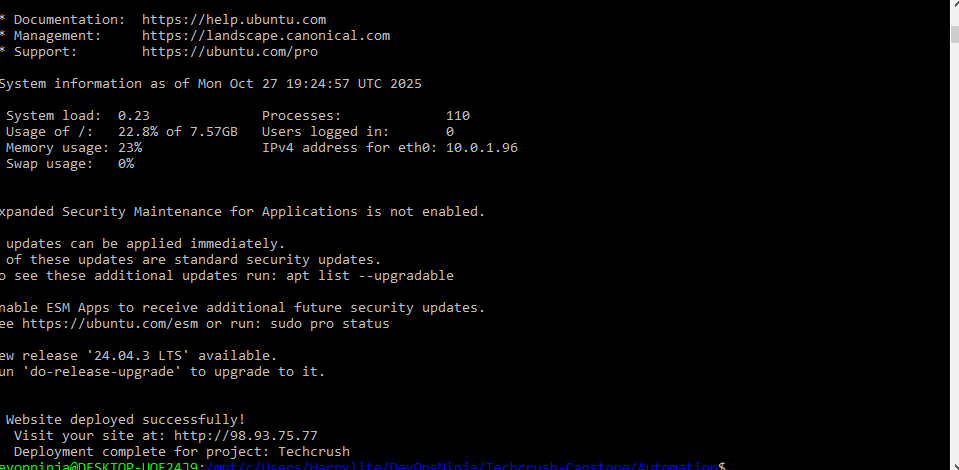 * Documentation:  https://help.ubuntu.com
* Management:     https://landscape.canonical.com
* Support:        https://ubuntu.com/pro
System information as of Mon Oct 27 19:24:57 UTC 2025
System load:  0.23               Processes:             110
Usage of /:   22.8% of 7.57GB   Users logged in:       0
Memory usage: 23%                IPv4 address for eth0: 10.0.1.96
Swap usage:   0%
xpanded Security Maintenance for Applications is not enabled.
updates can be applied immediately.
of these updates are standard security updates.
o see these additional updates run: apt list --upgradable
nable ESM Apps to receive additional future security updates.
ee https://ubuntu.com/esm or run: sudo pro status
ew release '24.04.3 LTS' available.
un 'do-release-upgrade' to upgrade to it.
Website deployed successfully!
Visit your site at: http://98.93.75.77
Deployment complete for project: Techcrush
evopninja@DESKTOP-UOE24J9:/mnt/c/Users/Harrylite/DevOpsNinja/Techcrush-Capstone/Automation$